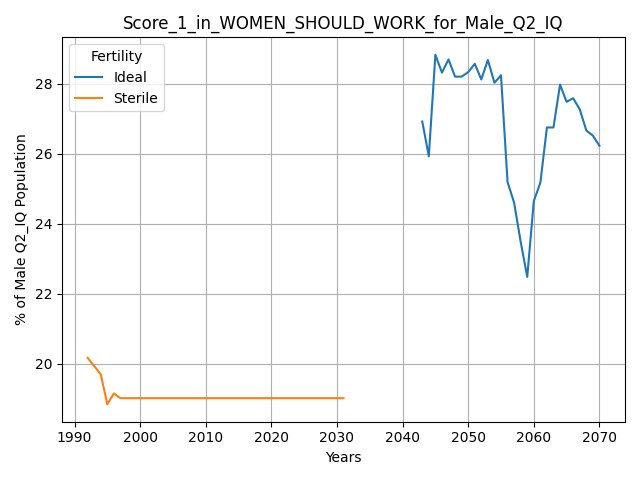 Score_1_in_WOMEN_SHOULD_WORK_for_Male_Q2_IQ
Fertility
Ideal
Sterile
% of Male Q2_IQ Population
28
26
24
22
20
1990 2000 2010 2020 2030 2040 2050 2060 2070
Years